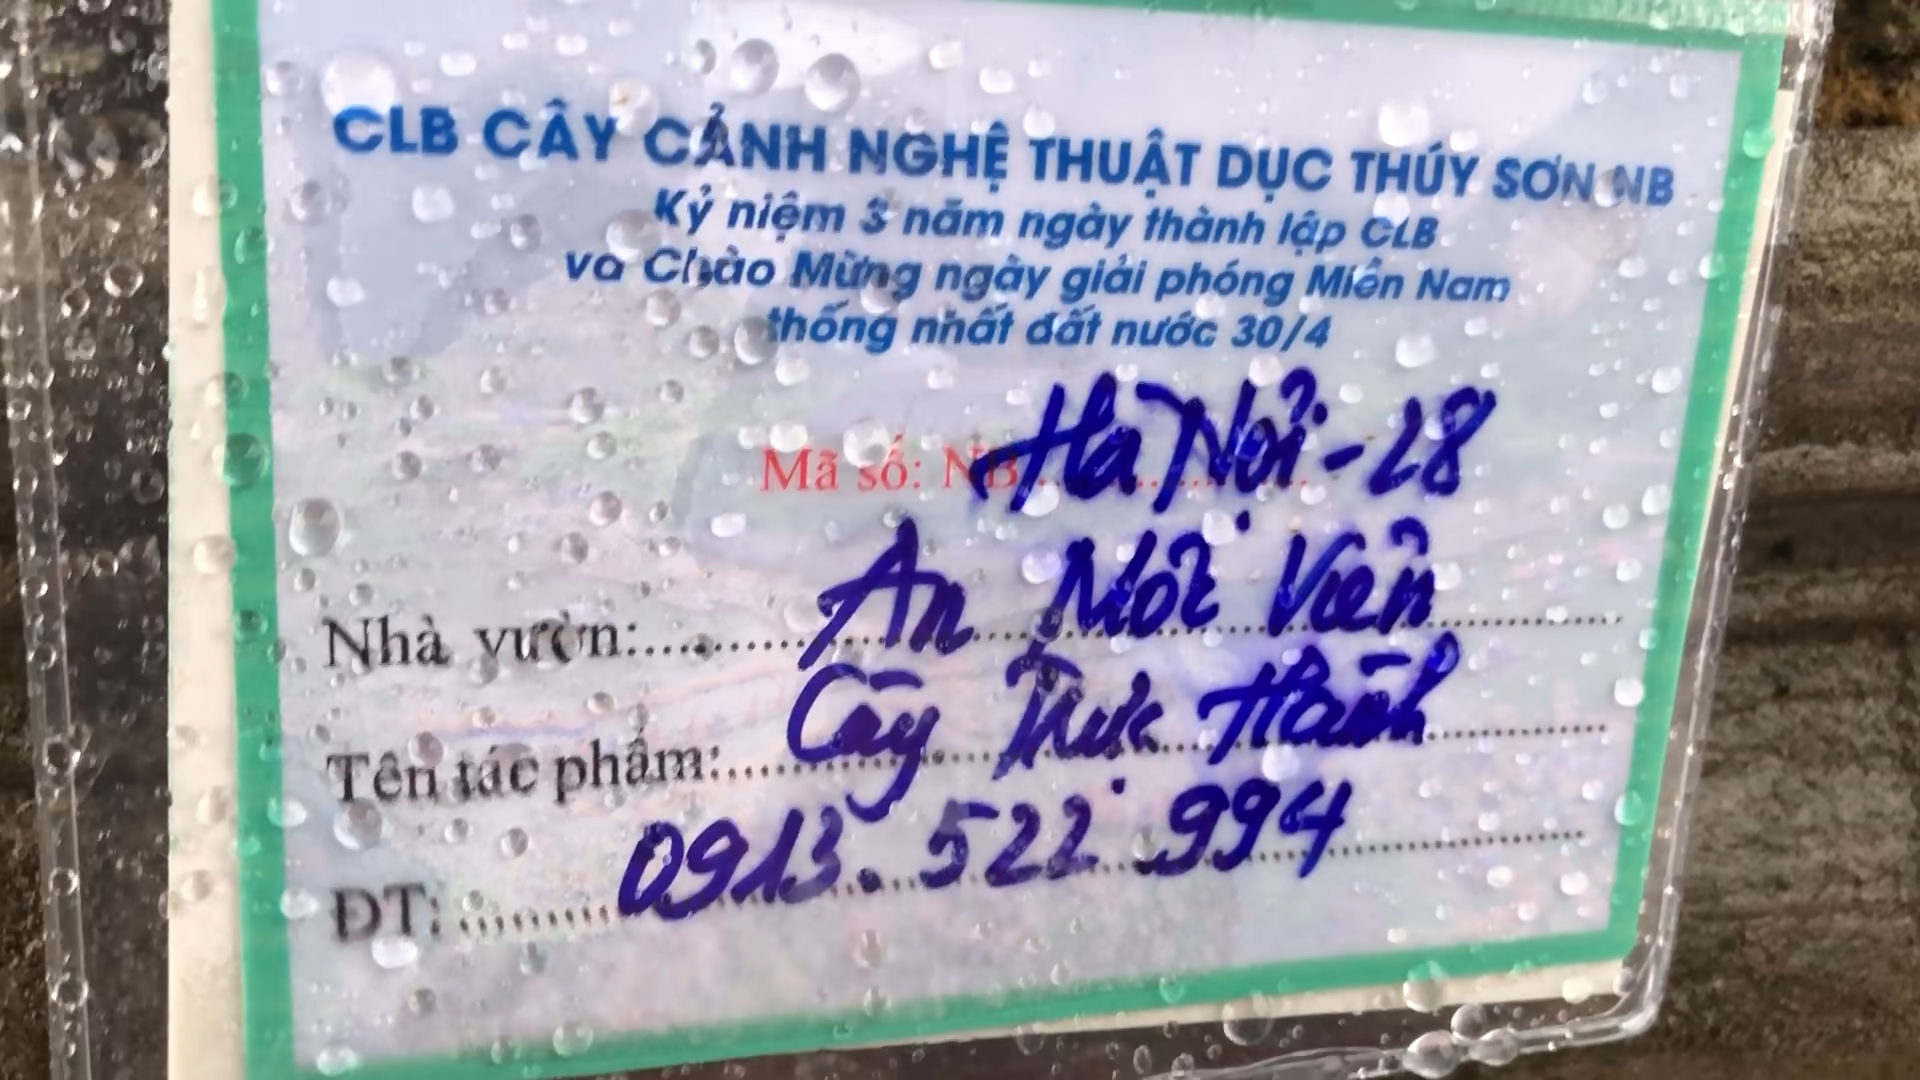 CLB CÂY CẢNH NGHỆ THUẬT DỤC THÚY SƠN NB
Kỷ niệm 3 năm ngày thành lập CLB
và Chào Mừng ngày giải phóng Miền Nam
thống nhất đất nước 30/4
Mã số: NB Hà Nội - 28
Nhà vườn: An Mộc Viên
Tên tác phẩm: Cây Thực Hành
ĐT: 0913.522.994